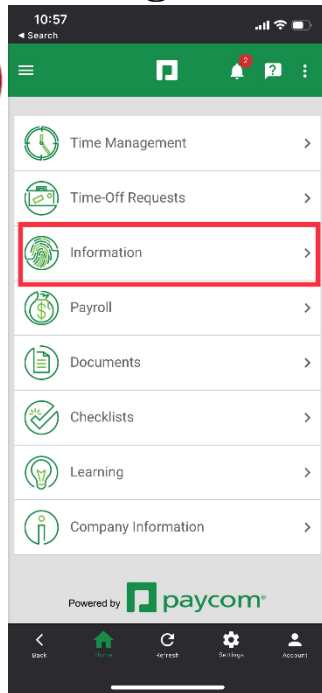 10:57
◀ Search
2
Time Management
Time-Off Requests
Information
Payroll
Documents
Checklists
Learning
Company Information
Powered by paycom®
Back Home Refresh Settings Account